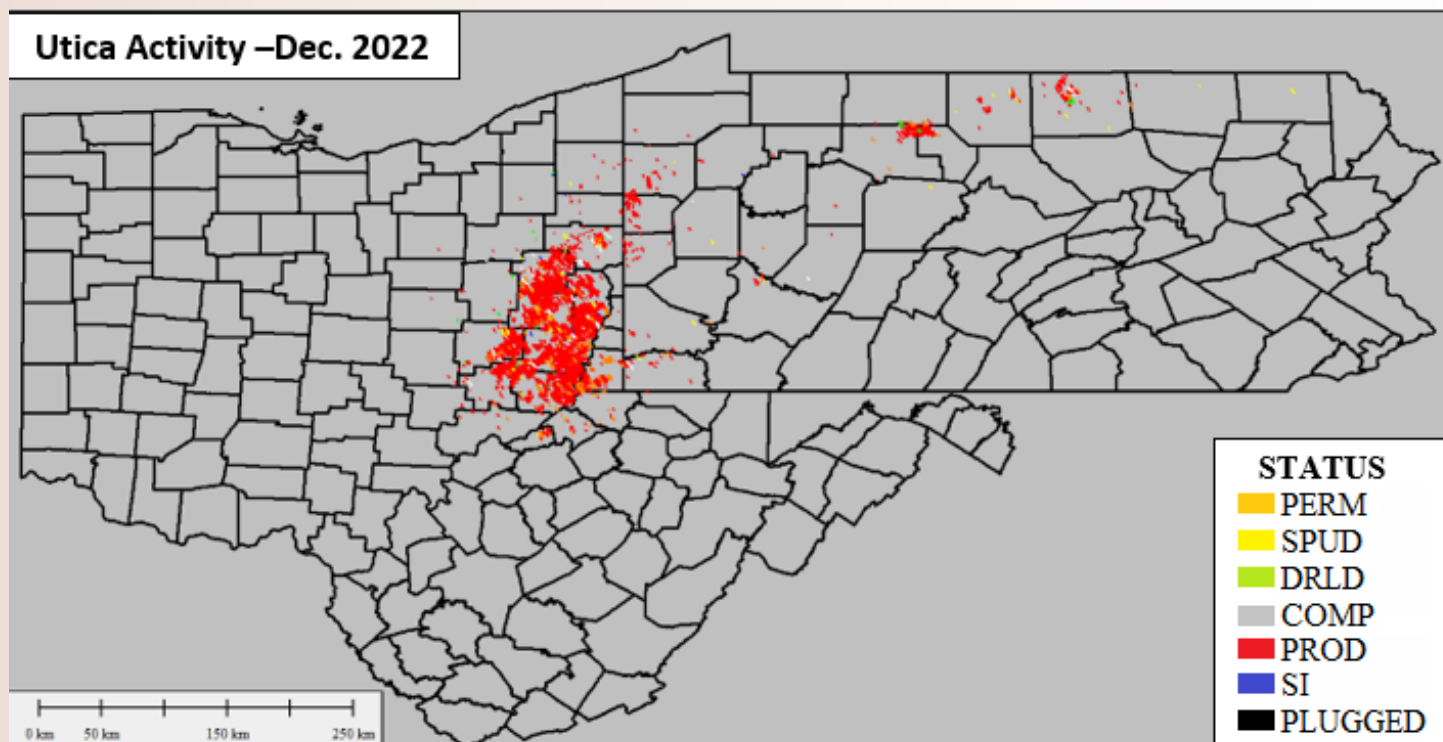 Utica Activity –Dec. 2022
STATUS
PERM
SPUD
DRLD
COMP
PROD
SI
PLUGGED
0 km 50 km 150 km 250 km